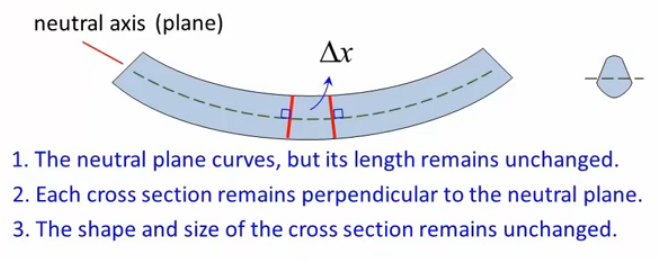 neutral axis (plane)
Δx
1. The neutral plane curves, but its length remains unchanged.
2. Each cross section remains perpendicular to the neutral plane.
3. The shape and size of the cross section remains unchanged.